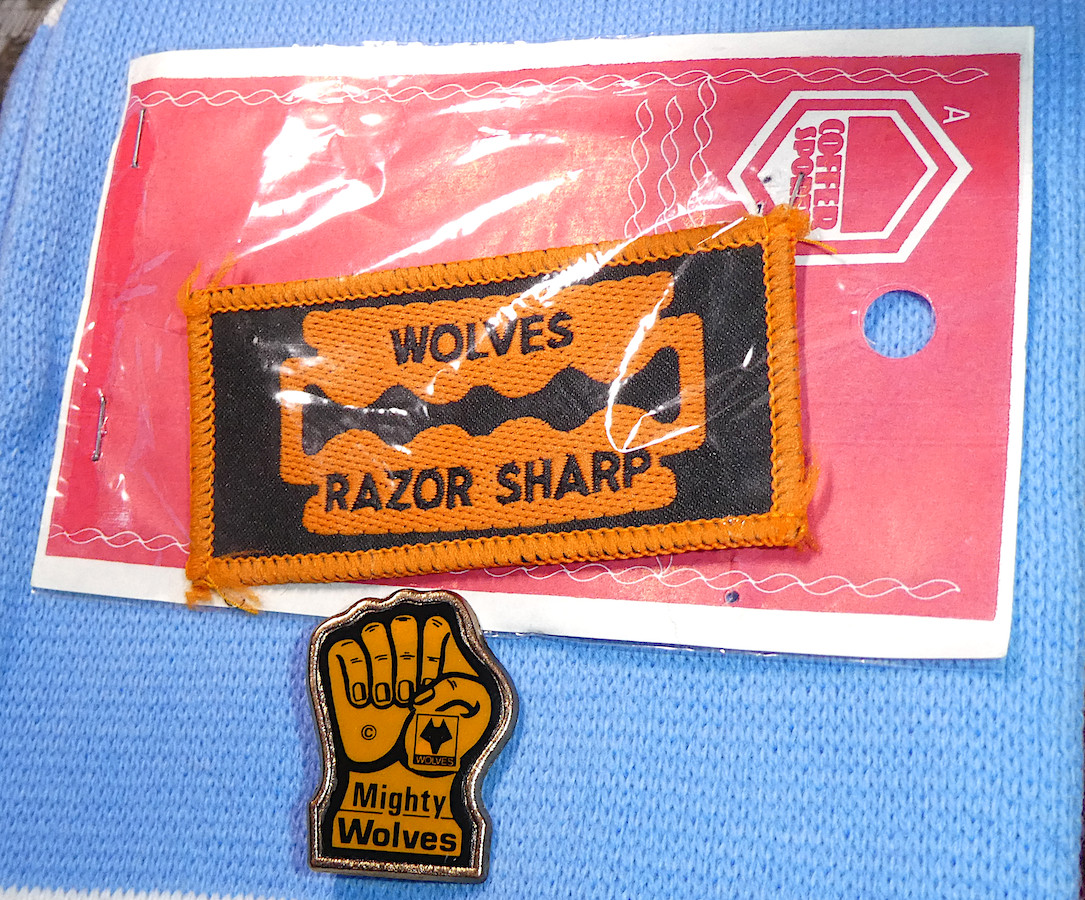 A
COFFER
SPORTS
WOLVES
RAZOR SHARP
©
WOLVES
Mighty
Wolves